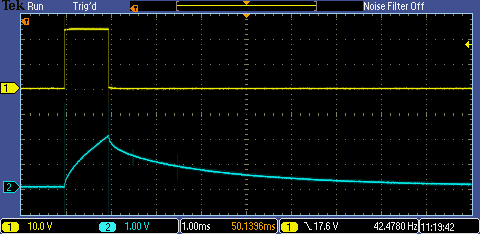 Tek Run Trig'd Noise Filter Off
T
1
2
1 10.0 V 2 1.00 V 1.00ms 50.1396ms 1 17.6 V 42.4780 Hz 11:19:42